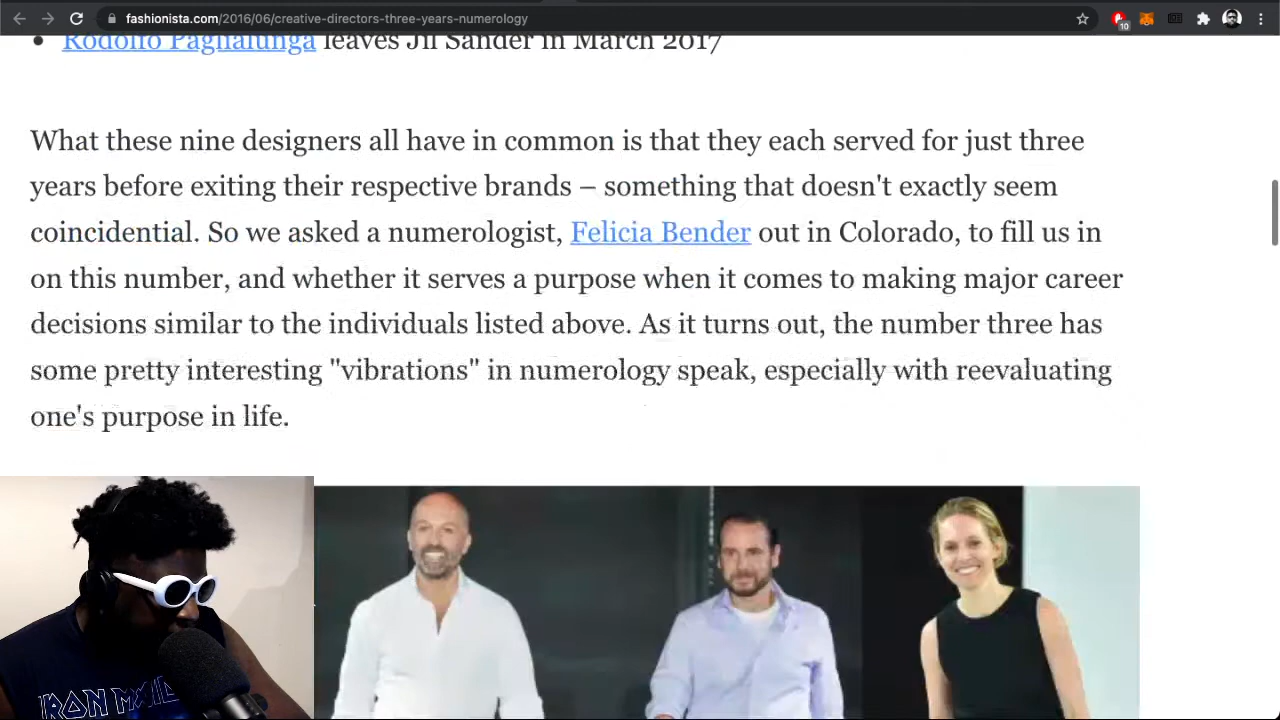 fashionista.com/2016/06/creative-directors-three-years-numerology
10
Rodolfo Paglialunga leaves Jil Sander in March 2017
What these nine designers all have in common is that they each served for just three
years before exiting their respective brands – something that doesn't exactly seem
coincidential. So we asked a numerologist, Felicia Bender out in Colorado, to fill us in
on this number, and whether it serves a purpose when it comes to making major career
decisions similar to the individuals listed above. As it turns out, the number three has
some pretty interesting "vibrations" in numerology speak, especially with reevaluating
one's purpose in life.
IRON MAIDEN